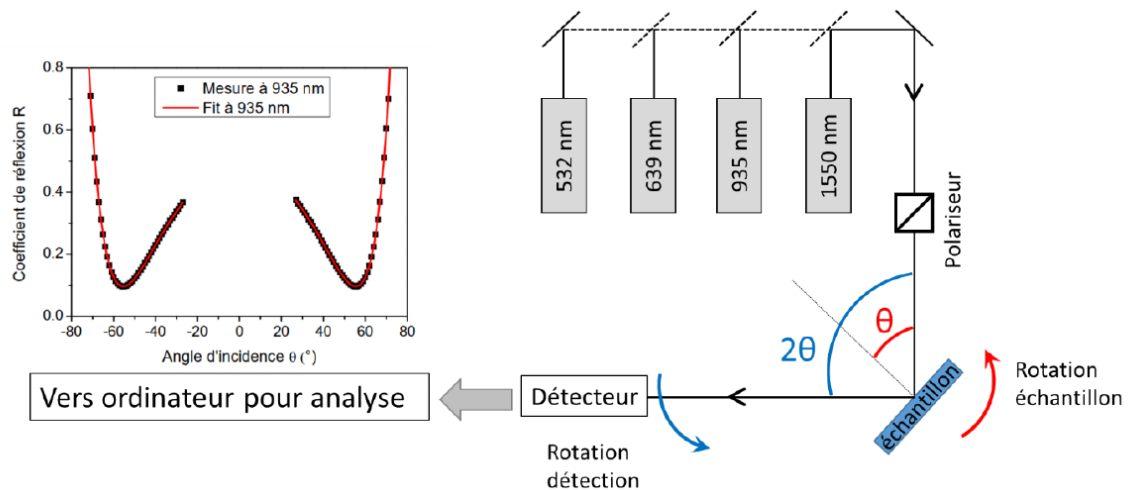 0.8
0.6
0.4
0.2
0.0
Coefficient de réflexion R
Mesure à 935 nm
Fit à 935 nm
-80 -60 -40 -20 0 20 40 60 80
Angle d'incidence θ (°)
532 nm
639 nm
935 nm
1550 nm
Polariseur
θ
2θ
échantillon
Rotation
échantillon
Détecteur
Rotation
détection
Vers ordinateur pour analyse